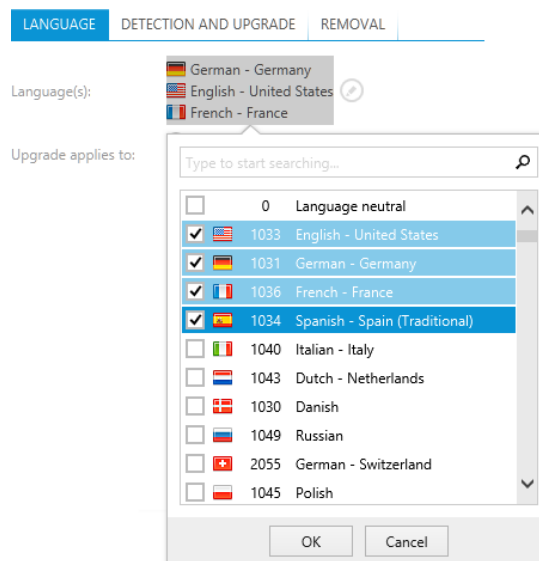 LANGUAGE DETECTION AND UPGRADE REMOVAL
Language(s):
German - Germany
English - United States
French - France
Upgrade applies to:
Type to start searching...
0 Language neutral
1033 English - United States
1031 German - Germany
1036 French - France
1034 Spanish - Spain (Traditional)
1040 Italian - Italy
1043 Dutch - Netherlands
1030 Danish
1049 Russian
2055 German - Switzerland
1045 Polish
OK Cancel